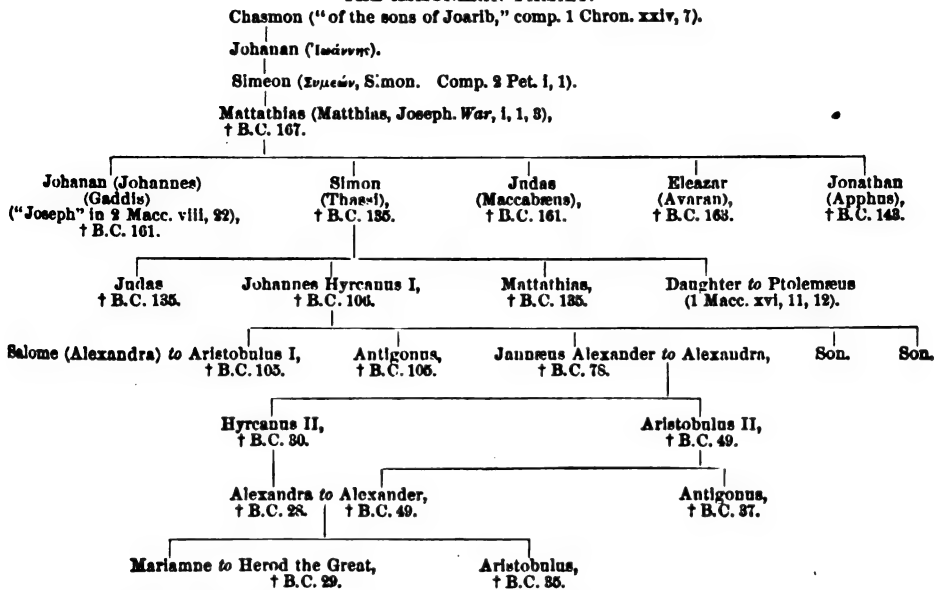 Chasmon (“of the sons of Joarib,” comp. 1 Chron. xxiv, 7).
Johanan (Ἰωάννης).
Simeon (Συμεών, Simon. Comp. 2 Pet. i, 1).
Mattathias (Matthias, Joseph. War, i, 1, 3),
† B.C. 167.
Johanan (Johannes) Simon Judas Eleazar Jonathan
(Gaddis) (Thassi), (Maccabæus), (Avaran), (Apphus),
(“Joseph” in 2 Macc. viii, 22), † B.C. 135. † B.C. 161. † B.C. 163. † B.C. 143.
† B.C. 161.
Judas Johannes Hyrcanus I, Mattathias, Daughter to Ptolemæus
† B.C. 135. † B.C. 106. † B.C. 135. (1 Macc. xvi, 11, 12).
Salome (Alexandra) to Aristobulus I, Antigonus, Jannæus Alexander to Alexandra, Son. Son.
† B.C. 105. † B.C. 105. † B.C. 78.
Hyrcanus II, Aristobulus II,
† B.C. 30. † B.C. 49.
Alexandra to Alexander, Antigonus,
† B.C. 28. † B.C. 49. † B.C. 37.
Mariamne to Herod the Great, Aristobulus,
† B.C. 29. † B.C. 35.